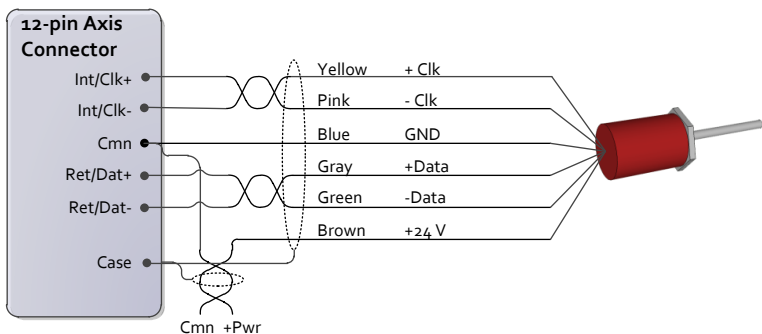 12-pin Axis
Connector
Int/Clk+
Int/Clk-
Cmn
Ret/Dat+
Ret/Dat-
Case
Yellow + Clk
Pink - Clk
Blue GND
Gray +Data
Green -Data
Brown +24 V
Cmn +Pwr